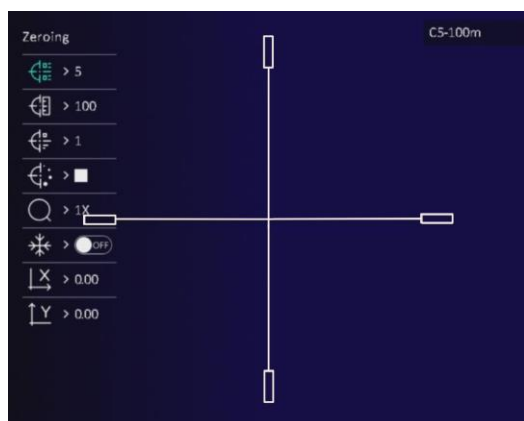 Zeroing
C5-100m
> 5
> 100
> 1
>
> 1X
> OFF
X > 0.00
Y > 0.00